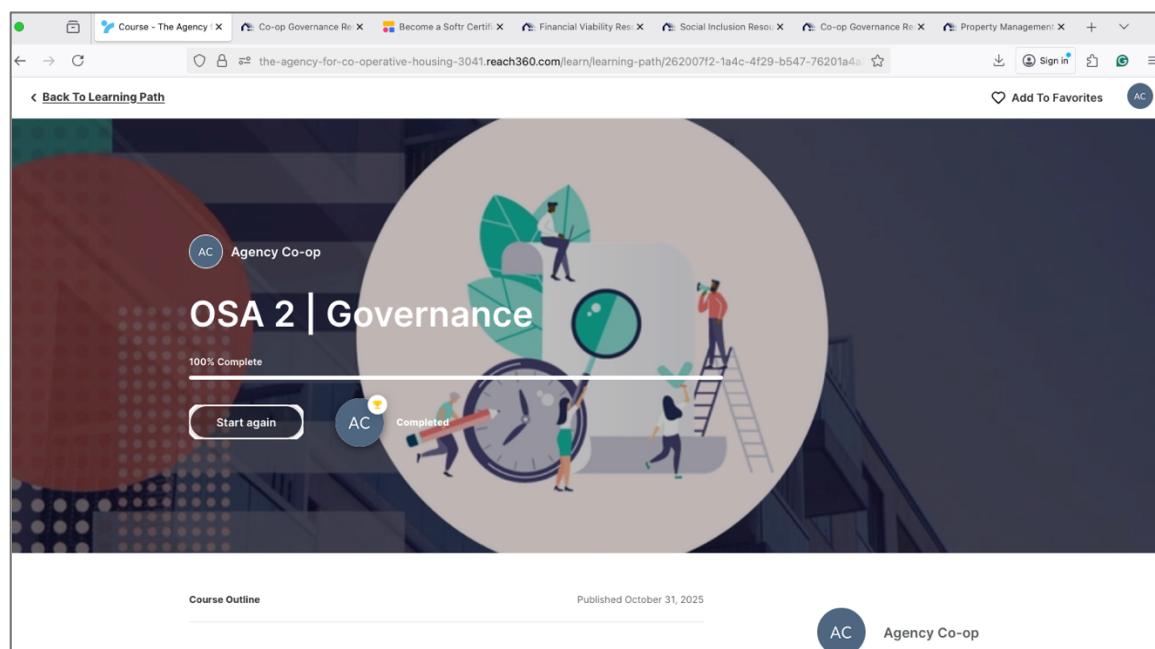 Course - The Agency f
Co-op Governance Re
Become a Softr Certifi
Financial Viability Res
Social Inclusion Resou
Co-op Governance Re
Property Management
the-agency-for-co-operative-housing-3041.reach360.com/learn/learning-path/262007f2-1a4c-4f29-b547-76201a4a
Sign in
Back To Learning Path
Add To Favorites
AC
AC
Agency Co-op
OSA 2 | Governance
100% Complete
Start again
AC
Completed
Course Outline
Published October 31, 2025
AC
Agency Co-op